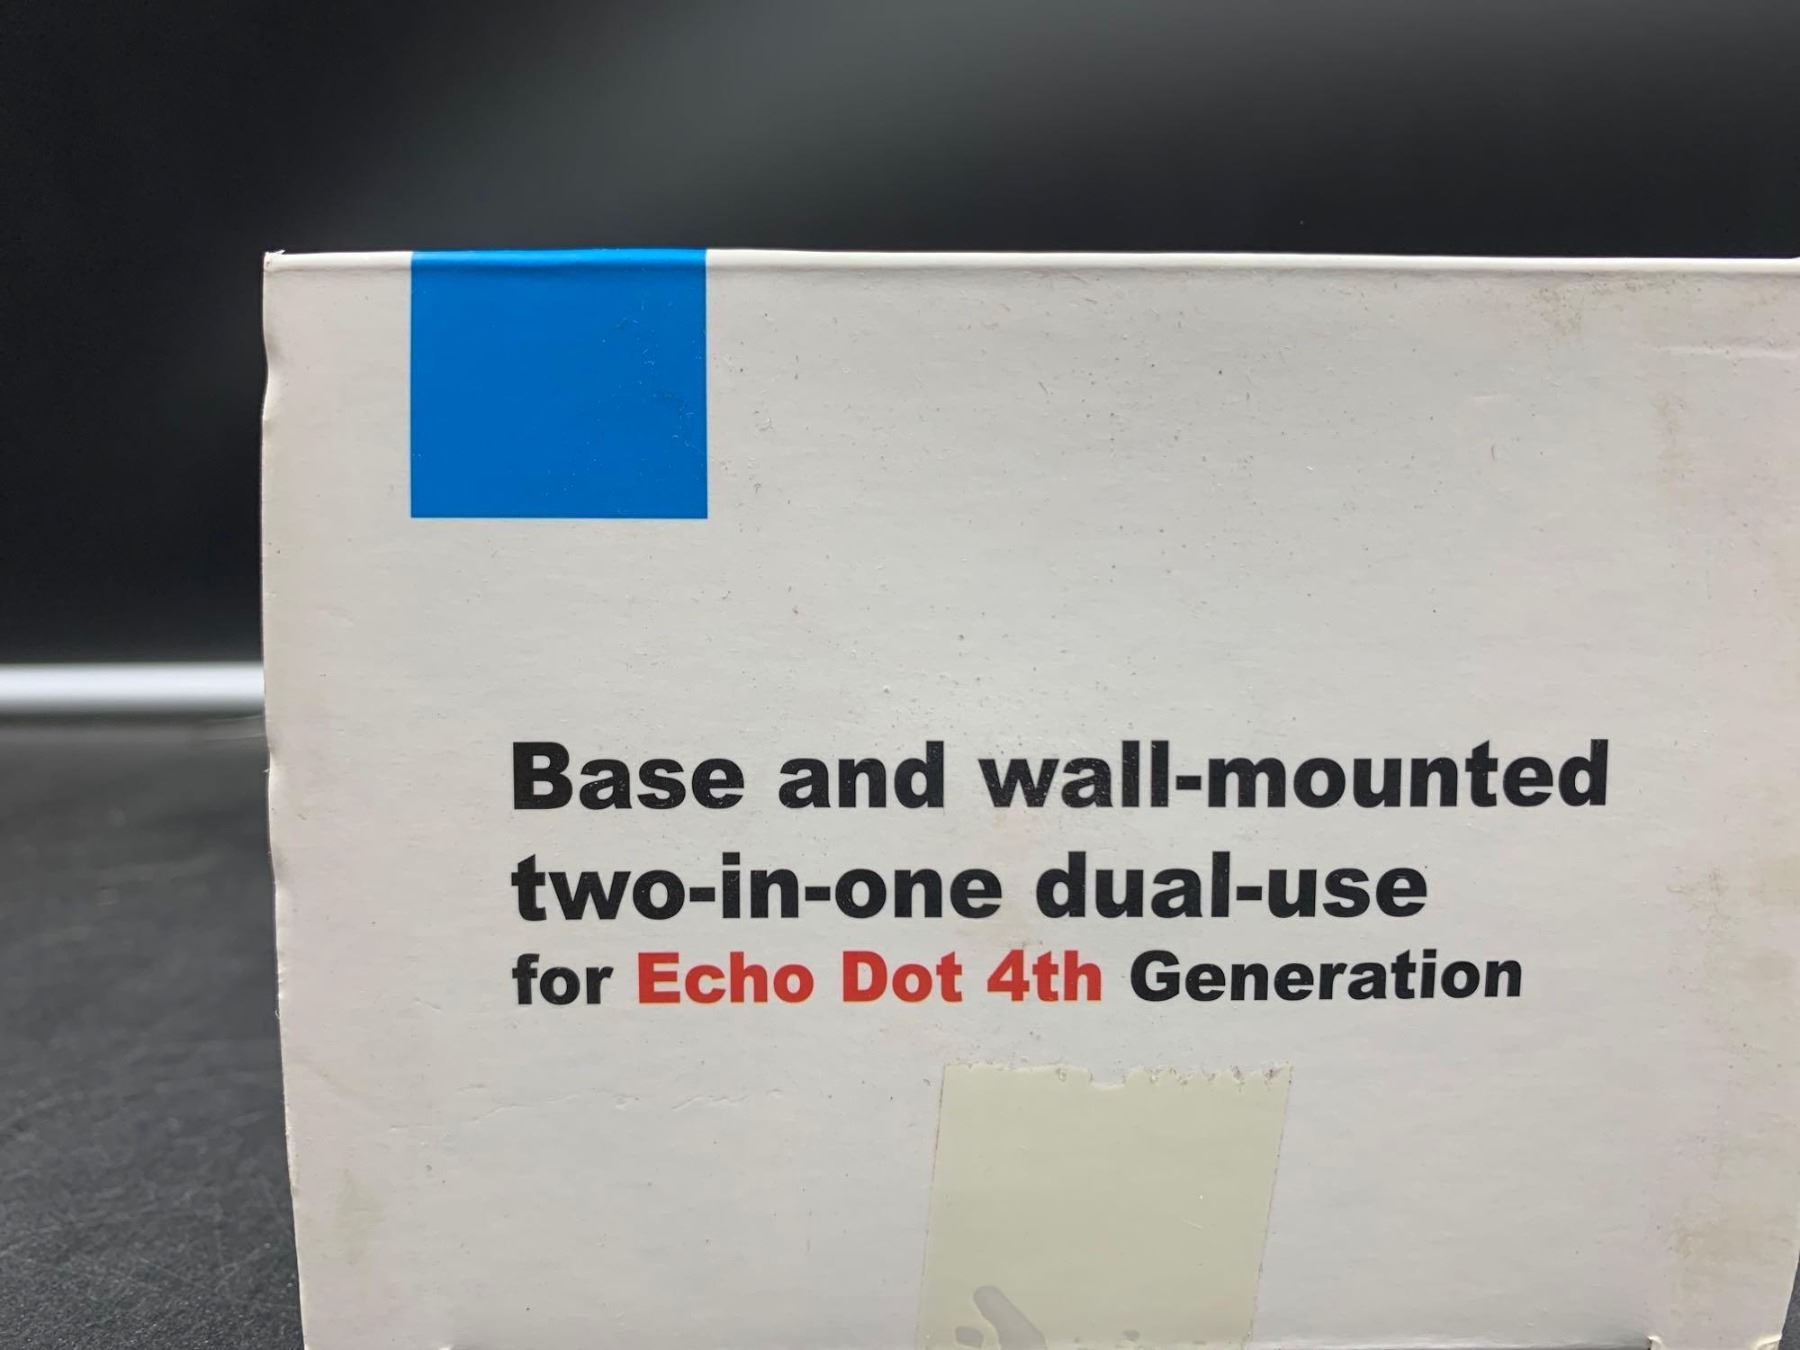 Base and wall-mounted
two-in-one dual-use
for Echo Dot 4th Generation